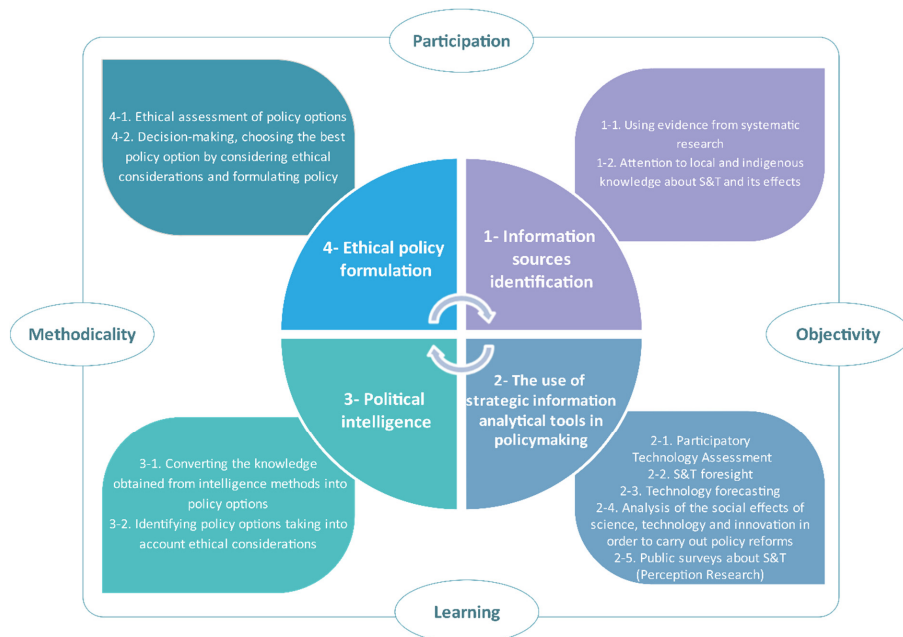 Participation
4-1. Ethical assessment of policy options
4-2. Decision-making, choosing the best
policy option by considering ethical
considerations and formulating policy
1-1. Using evidence from systematic
research
1-2. Attention to local and indigenous
knowledge about S&T and its effects
4- Ethical policy
formulation
1- Information
sources
identification
Methodicality
Objectivity
3- Political
intelligence
2- The use of
strategic information
analytical tools in
policymaking
3-1. Converting the knowledge
obtained from intelligence methods into
policy options
3-2. Identifying policy options taking into
account ethical considerations
2-1. Participatory
Technology Assessment
2-2. S&T foresight
2-3. Technology forecasting
2-4. Analysis of the social effects of
science, technology and innovation in
order to carry out policy reforms
2-5. Public surveys about S&T
(Perception Research)
Learning